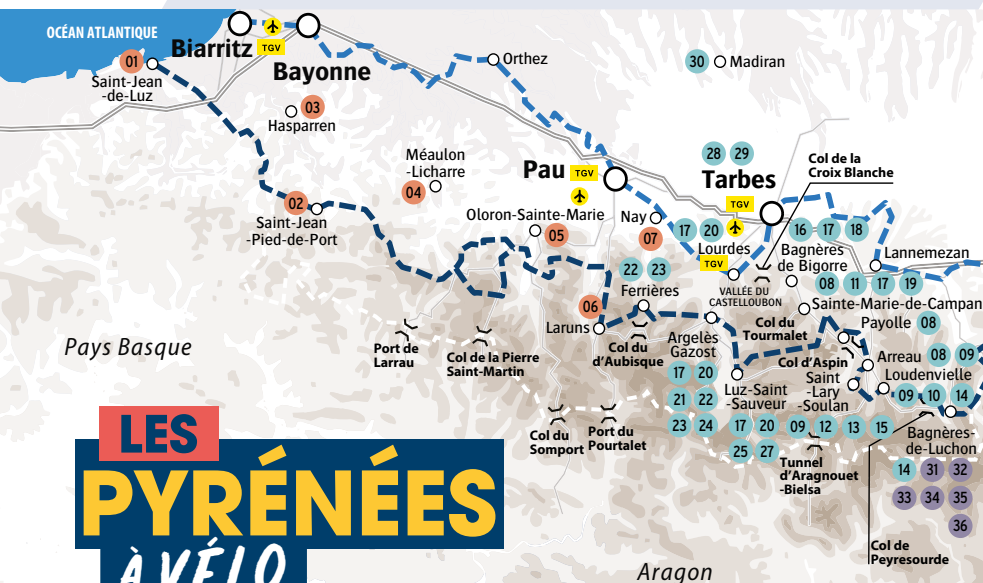 OCÉAN ATLANTIQUE
01
Saint-Jean
-de-Luz
Biarritz
TGV
Bayonne
Orthez
30
Madiran
03
Hasparren
Méaulon
-Licharre
04
02
Saint-Jean
-Pied-de-Port
Pau
TGV
28 29
Tarbes
TGV
Col de la
Croix Blanche
Oloron-Sainte-Marie
05
Nay
07
17 20
Lourdes
TGV
16 17 18
Bagnères
de Bigorre
Lannemezan
VALLÉE DU
CASTELLOUBON
22 23
Ferrières
08 11 17 19
Sainte-Marie-de-Campan
06
Laruns
Payolle 08
Col du
Tourmalet
Port de
Larrau
Col de la Pierre
Saint-Martin
Col du
d'Aubisque
Argelès
Gazost
17 20
21 22
23 24
Col d'Aspin
Arreau 08 09
Loudenvielle
09 10 14
Saint
-Lary
-Soulan
09 12 13 15
Luz-Saint
-Sauveur
17 20
25 27
Bagnères-
de-Luchon
14 31 32
33 34 35
36
Pays Basque
Col du
Somport
Port du
Pourtalet
Tunnel
d'Aragnouet
-Bielsa
Col de
Peyresourde
Aragon
LES
PYRÉNÉES
À VÉLO